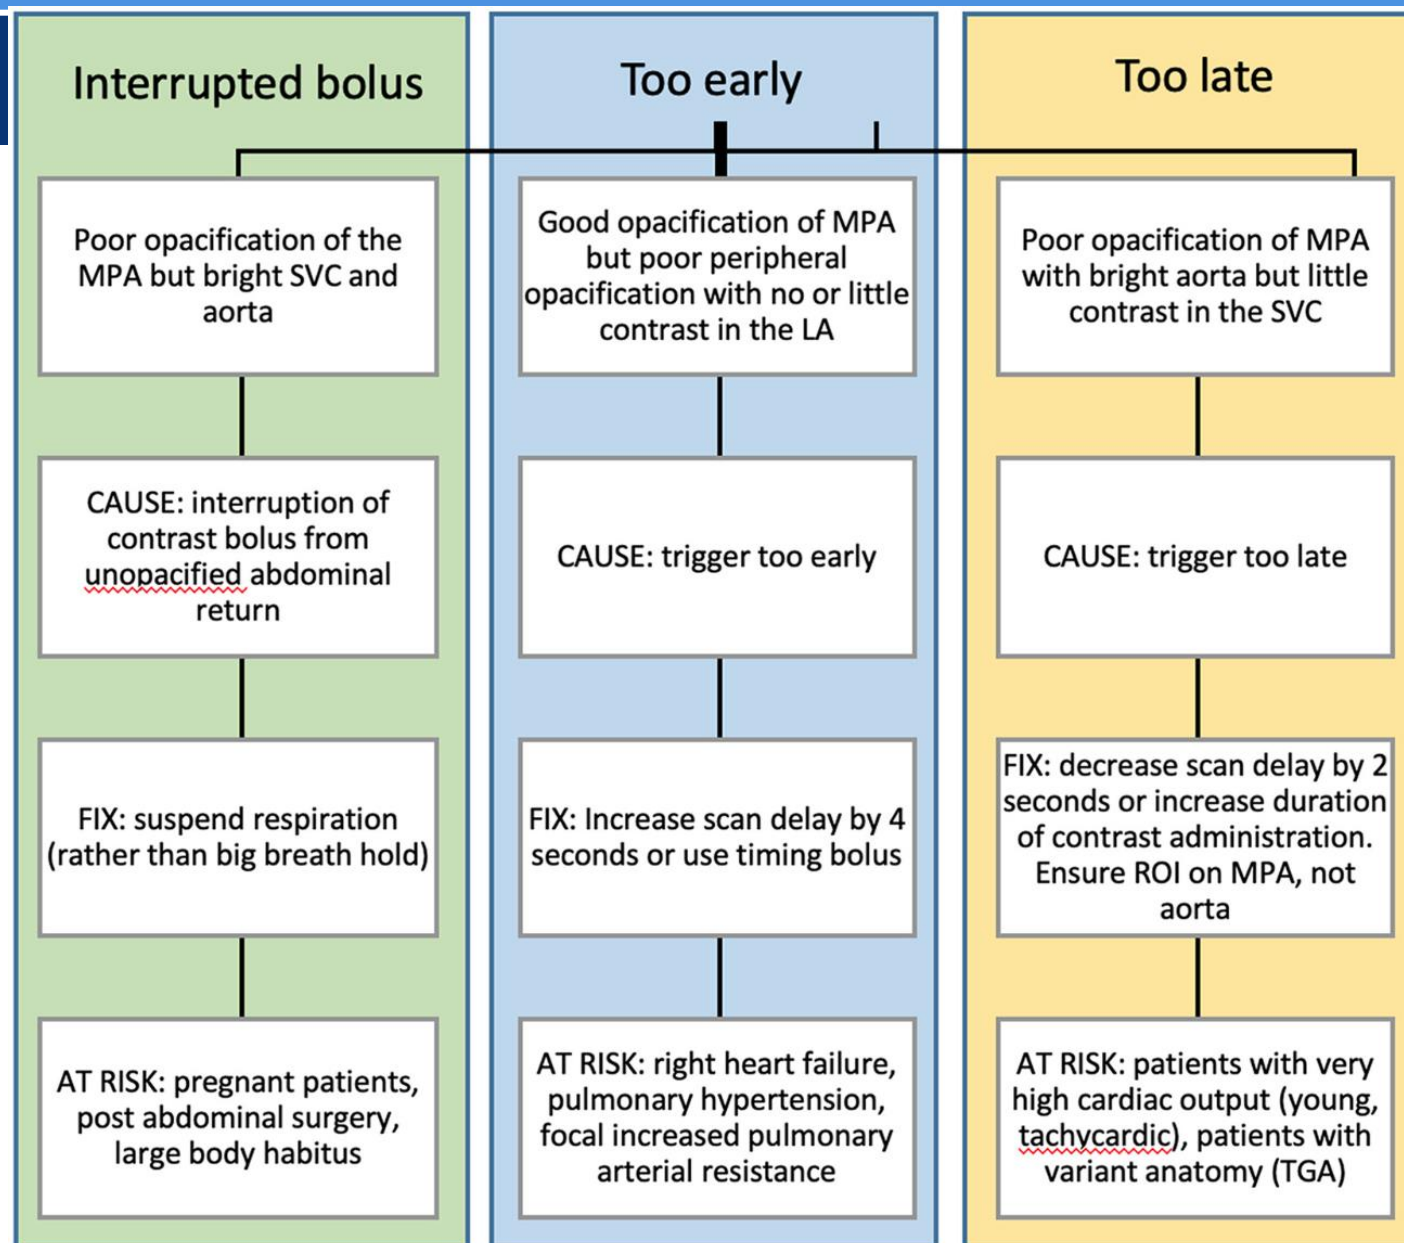 Interrupted bolus
Poor opacification of the
MPA but bright SVC and
aorta
CAUSE: interruption of
contrast bolus from
unopacified abdominal
return
FIX: suspend respiration
(rather than big breath hold)
AT RISK: pregnant patients,
post abdominal surgery,
large body habitus
Too early
Good opacification of MPA
but poor peripheral
opacification with no or little
contrast in the LA
CAUSE: trigger too early
FIX: Increase scan delay by 4
seconds or use timing bolus
AT RISK: right heart failure,
pulmonary hypertension,
focal increased pulmonary
arterial resistance
Too late
Poor opacification of MPA
with bright aorta but little
contrast in the SVC
CAUSE: trigger too late
FIX: decrease scan delay by 2
seconds or increase duration
of contrast administration.
Ensure ROI on MPA, not
aorta
AT RISK: patients with very
high cardiac output (young,
tachycardic), patients with
variant anatomy (TGA)